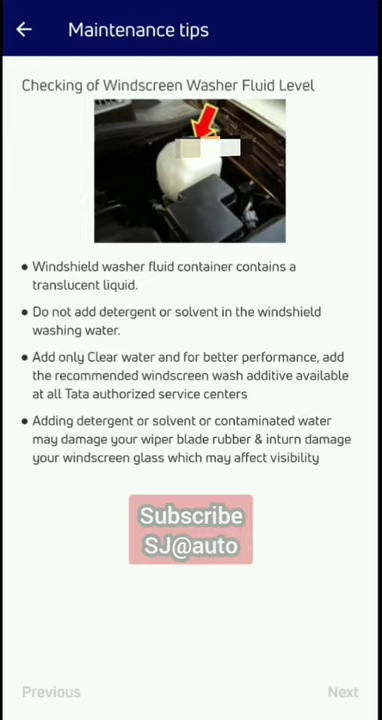 Maintenance tips
Checking of Windscreen Washer Fluid Level
● Windshield washer fluid container contains a
translucent liquid.
● Do not add detergent or solvent in the windshield
washing water.
● Add only Clear water and for better performance, add
the recommended windscreen wash additive available
at all Tata authorized service centers
● Adding detergent or solvent or contaminated water
may damage your wiper blade rubber & inturn damage
your windscreen glass which may affect visibility
Subscribe
SJ@auto
Previous
Next